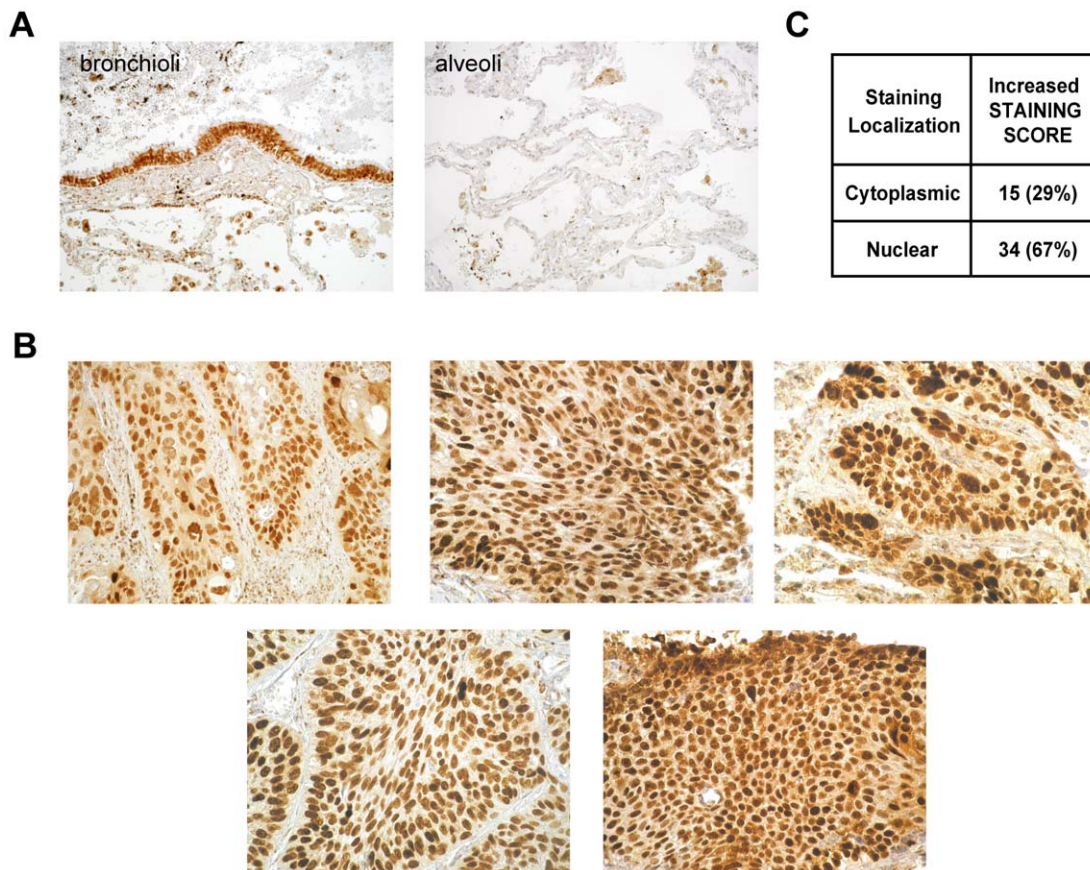 A
bronchioli
alveoli
C
Staining
Localization
Increased
STAINING
SCORE
Cytoplasmic
15 (29%)
Nuclear
34 (67%)
B